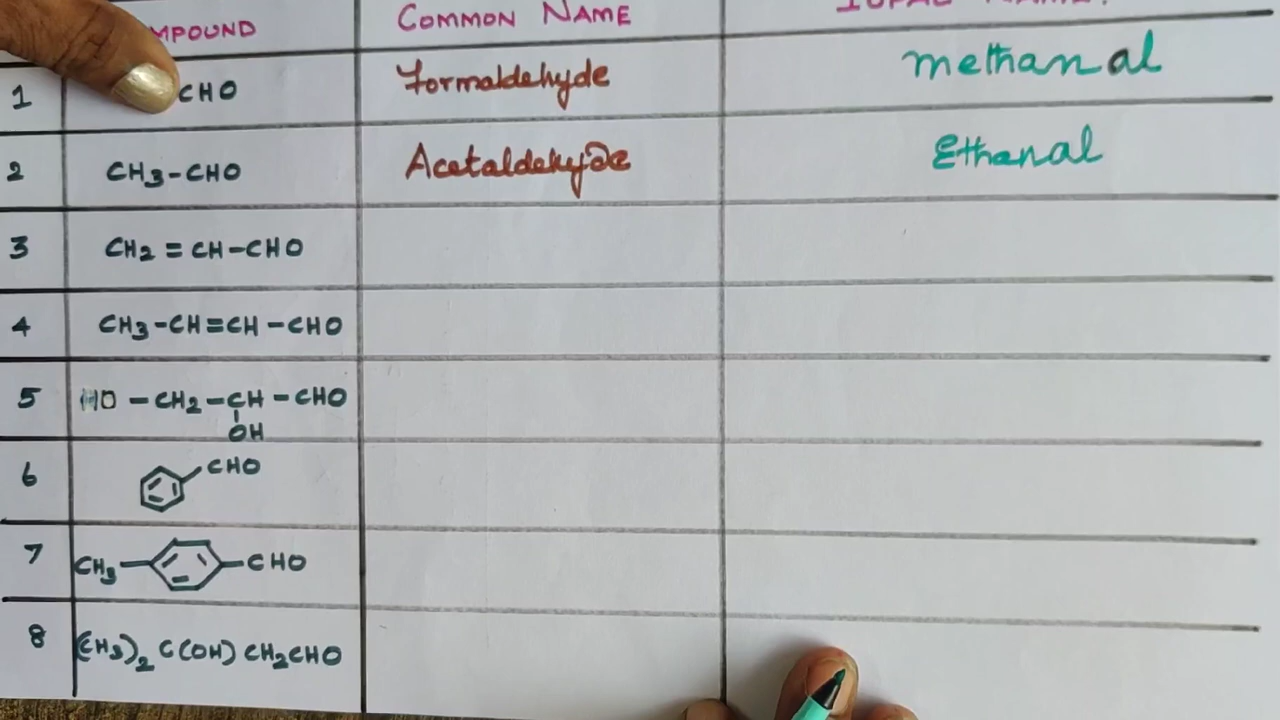 MPOUND COMMON NAME
1 CHO Formaldehyde Methanal
2 CH3-CHO Acetaldehyde Ethanal
3 CH2=CH-CHO
4 CH3-CH=CH-CHO
5 HO-CH2-CH-CHO
OH
6 CHO
7 CH3 CHO
8 (CH3)2 C(OH) CH2CHO